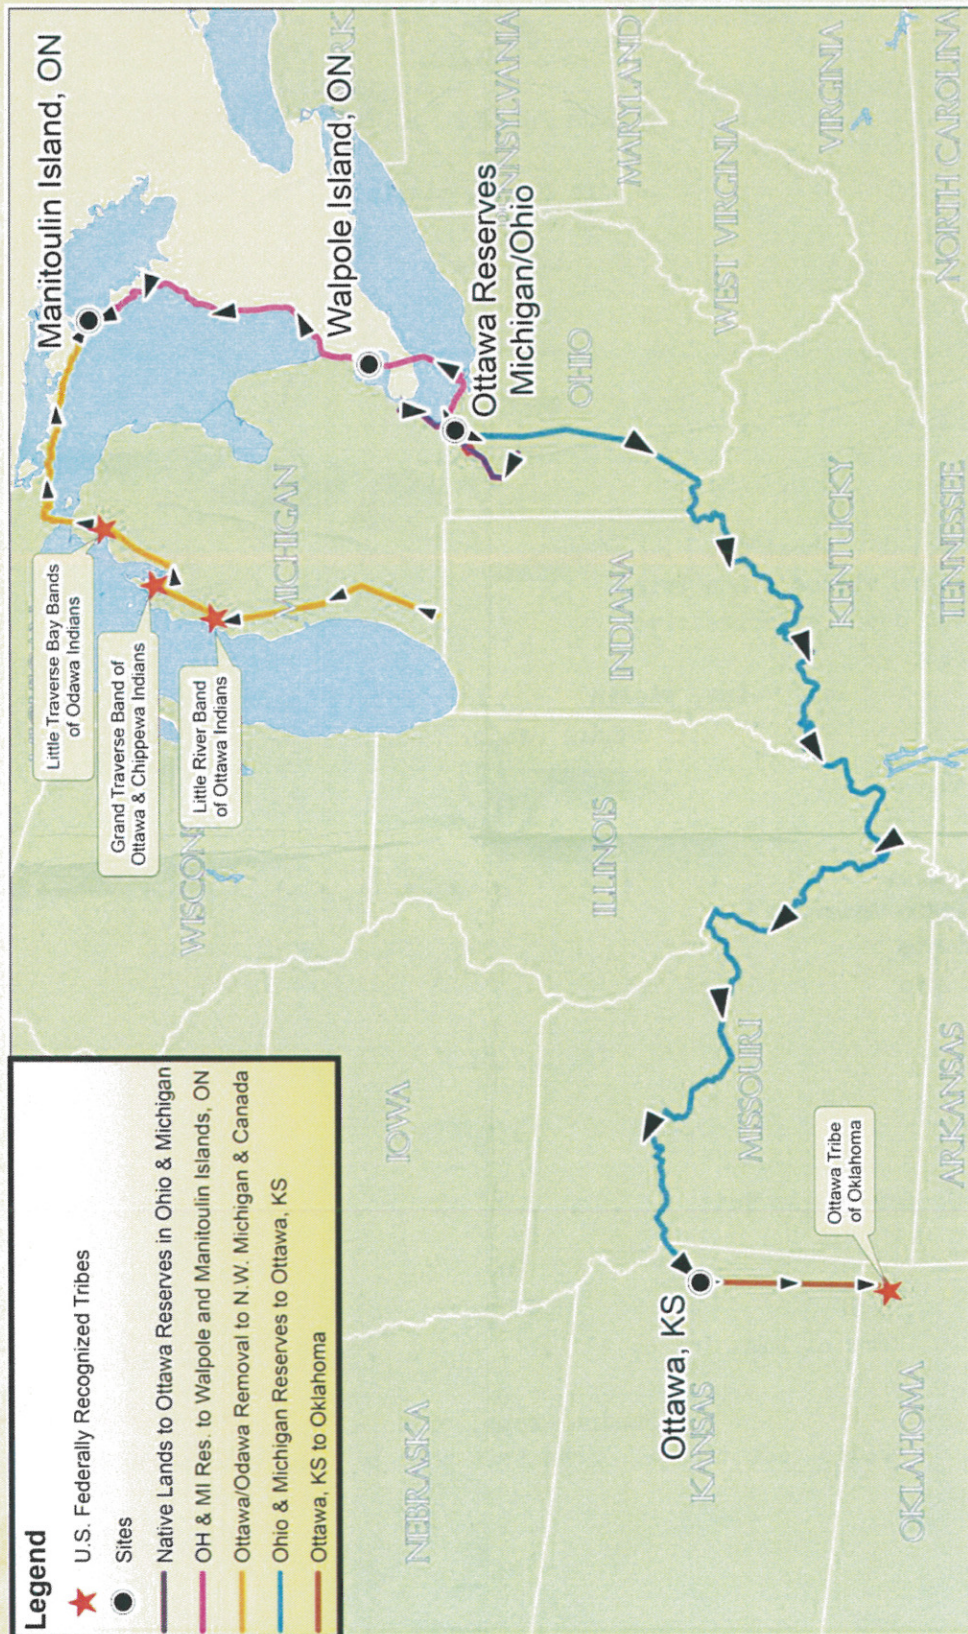 Legend
U.S. Federally Recognized Tribes
Sites
Native Lands to Ottawa Reserves in Ohio & Michigan
OH & MI Res. to Walpole and Manitoulin Islands, ON
Ottawa/Odawa Removal to N.W. Michigan & Canada
Ohio & Michigan Reserves to Ottawa, KS
Ottawa, KS to Oklahoma
Manitoulin Island, ON
Walpole Island, ON
Ottawa Reserves
Michigan/Ohio
Little Traverse Bay Bands
of Odawa Indians
Grand Traverse Band of
Ottawa & Chippewa Indians
Little River Band
of Ottawa Indians
Ottawa, KS
Ottawa Tribe
of Oklahoma
WISCONS
MICHIGAN
IOWA
NEBRASKA
ILLINOIS
INDIANA
OHIO
NNSYLVANIA
MARYLAND
WEST VIRGINIA
VIRGINIA
KANSAS
MISSOURI
KENTUCKY
OKLAHOMA
ARKANSAS
TENNESSEE
NORTH CAROLINA